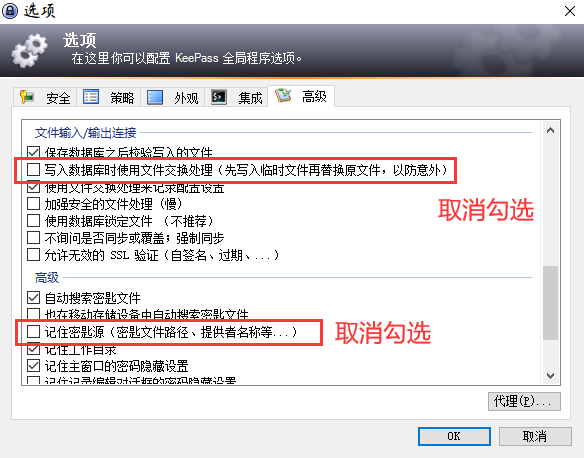 选项
选项
在这里你可以配置 KeePass 全局程序选项。
安全 策略 外观 集成 高级
文件输入/输出连接
保存数据库之后校验写入的文件
写入数据库时使用文件交换处理（先写入临时文件再替换原文件，以防意外）
使用文件交换处理来记录配置设置
取消勾选
加强安全的文件处理（慢）
使用数据库锁定文件 （不推荐）
不询问是否同步或覆盖；强制同步
允许无效的 SSL 验证（自签名、过期、...）
高级
自动搜索密匙文件
也在移动存储设备中自动搜索密匙文件
记住密匙源（密匙文件路径、提供者名称等...）
取消勾选
记住工作目录
记住主窗口的密码隐藏设置
记住记录编辑对话框的密码隐藏设置
代理(P)...
OK 取消